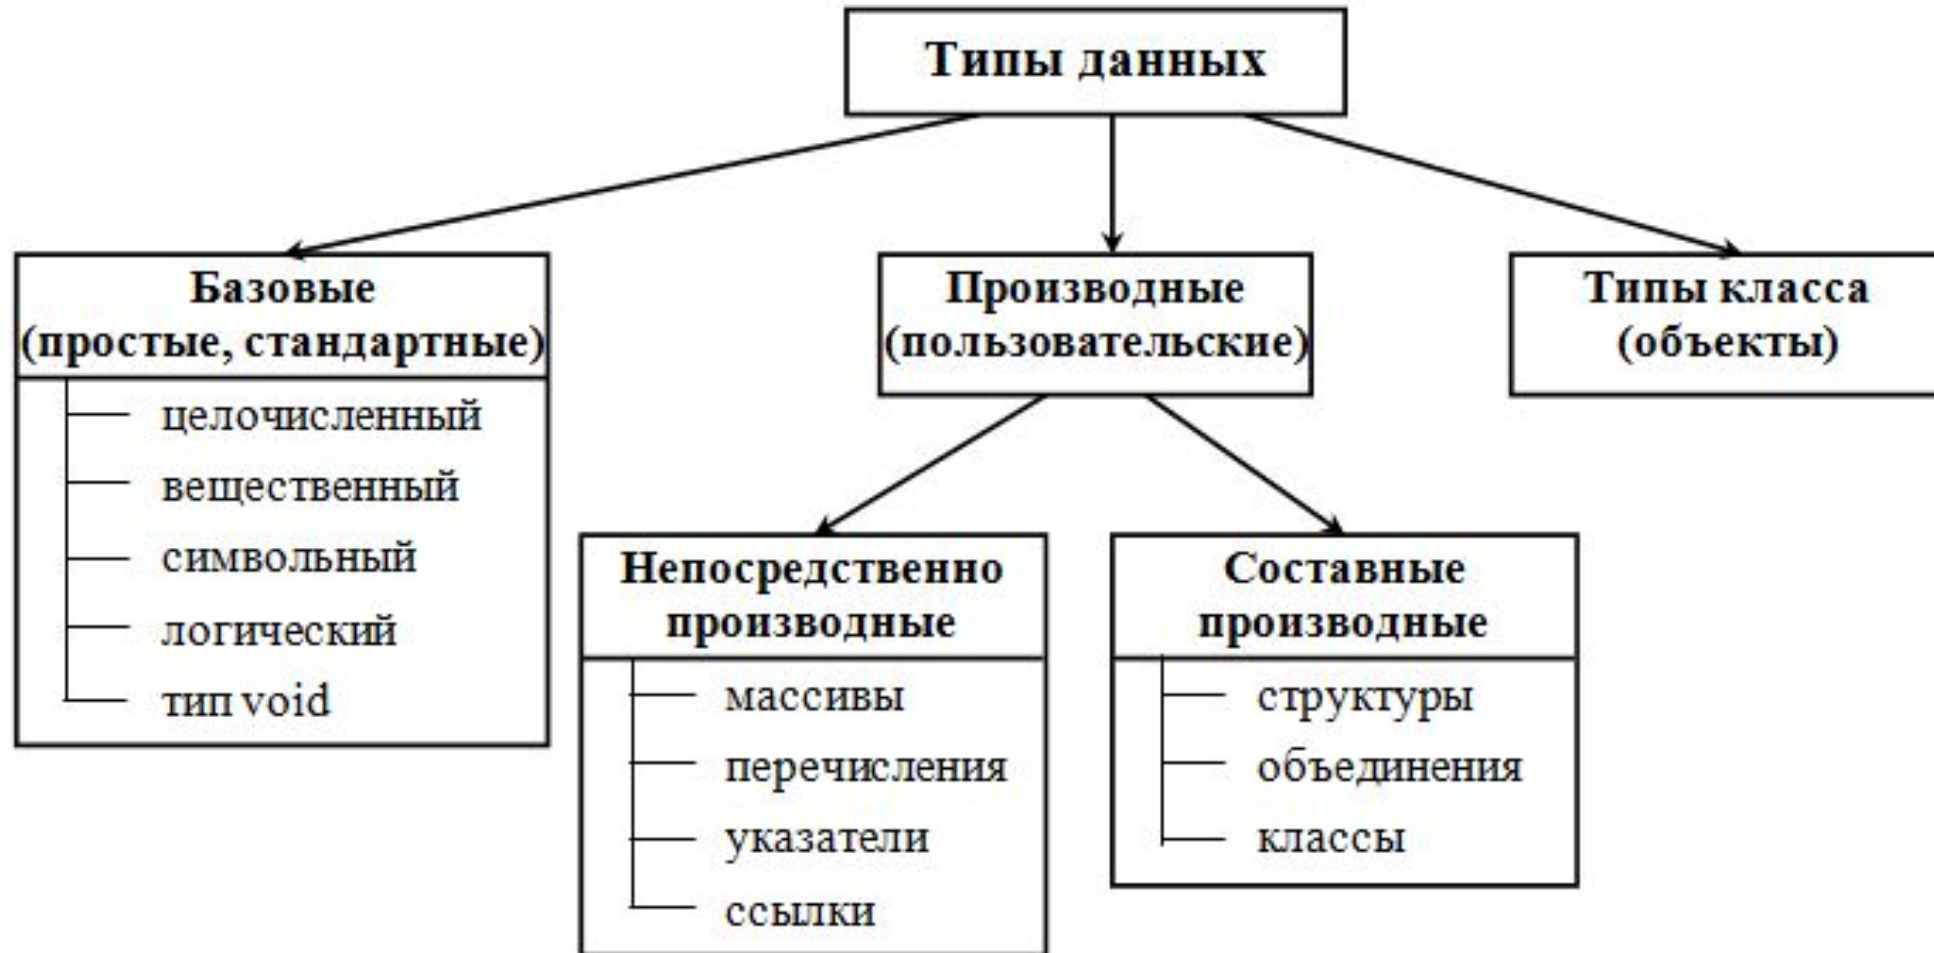 Типы данных
Базовые
(простые, стандартные)
целочисленный
вещественный
символьный
логический
тип void
Производные
(пользовательские)
Непосредственно
производные
массивы
перечисления
указатели
ссылки
Составные
производные
структуры
объединения
классы
Типы класса
(объекты)